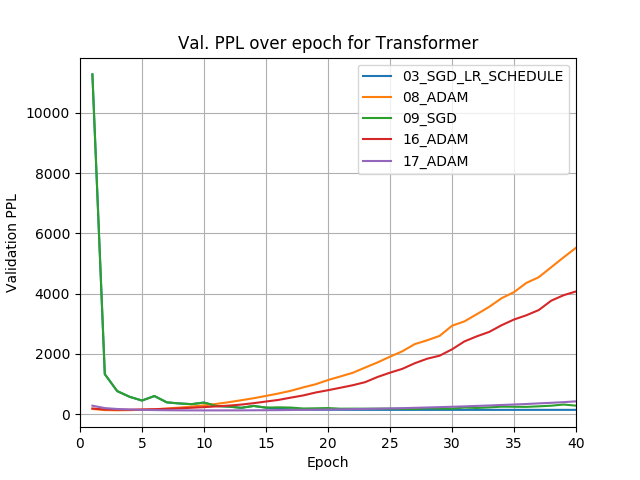 Val. PPL over epoch for Transformer
03_SGD_LR_SCHEDULE
08_ADAM
09_SGD
16_ADAM
17_ADAM
Validation PPL
10000
8000
6000
4000
2000
0
0 5 10 15 20 25 30 35 40
Epoch